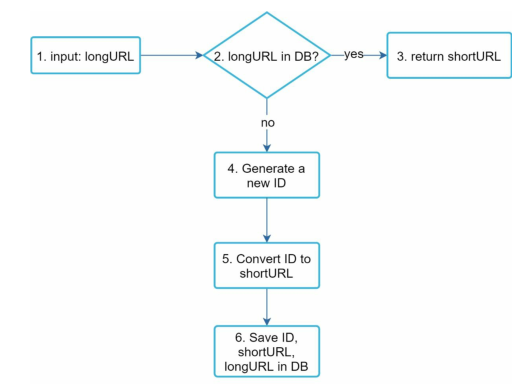 1. input: longURL
2. longURL in DB?
yes
3. return shortURL
no
4. Generate a
new ID
5. Convert ID to
shortURL
6. Save ID,
shortURL,
longURL in DB